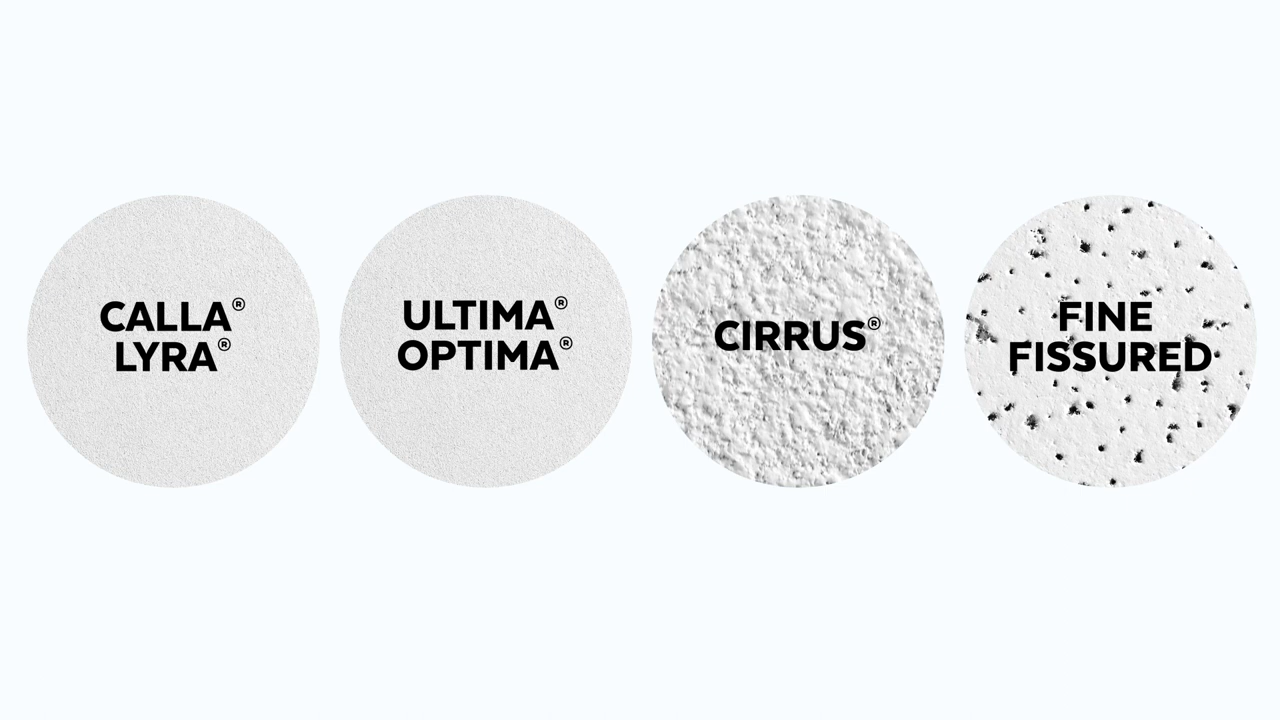 CALLA®
LYRA®
ULTIMA®
OPTIMA®
CIRRUS®
FINE
FISSURED